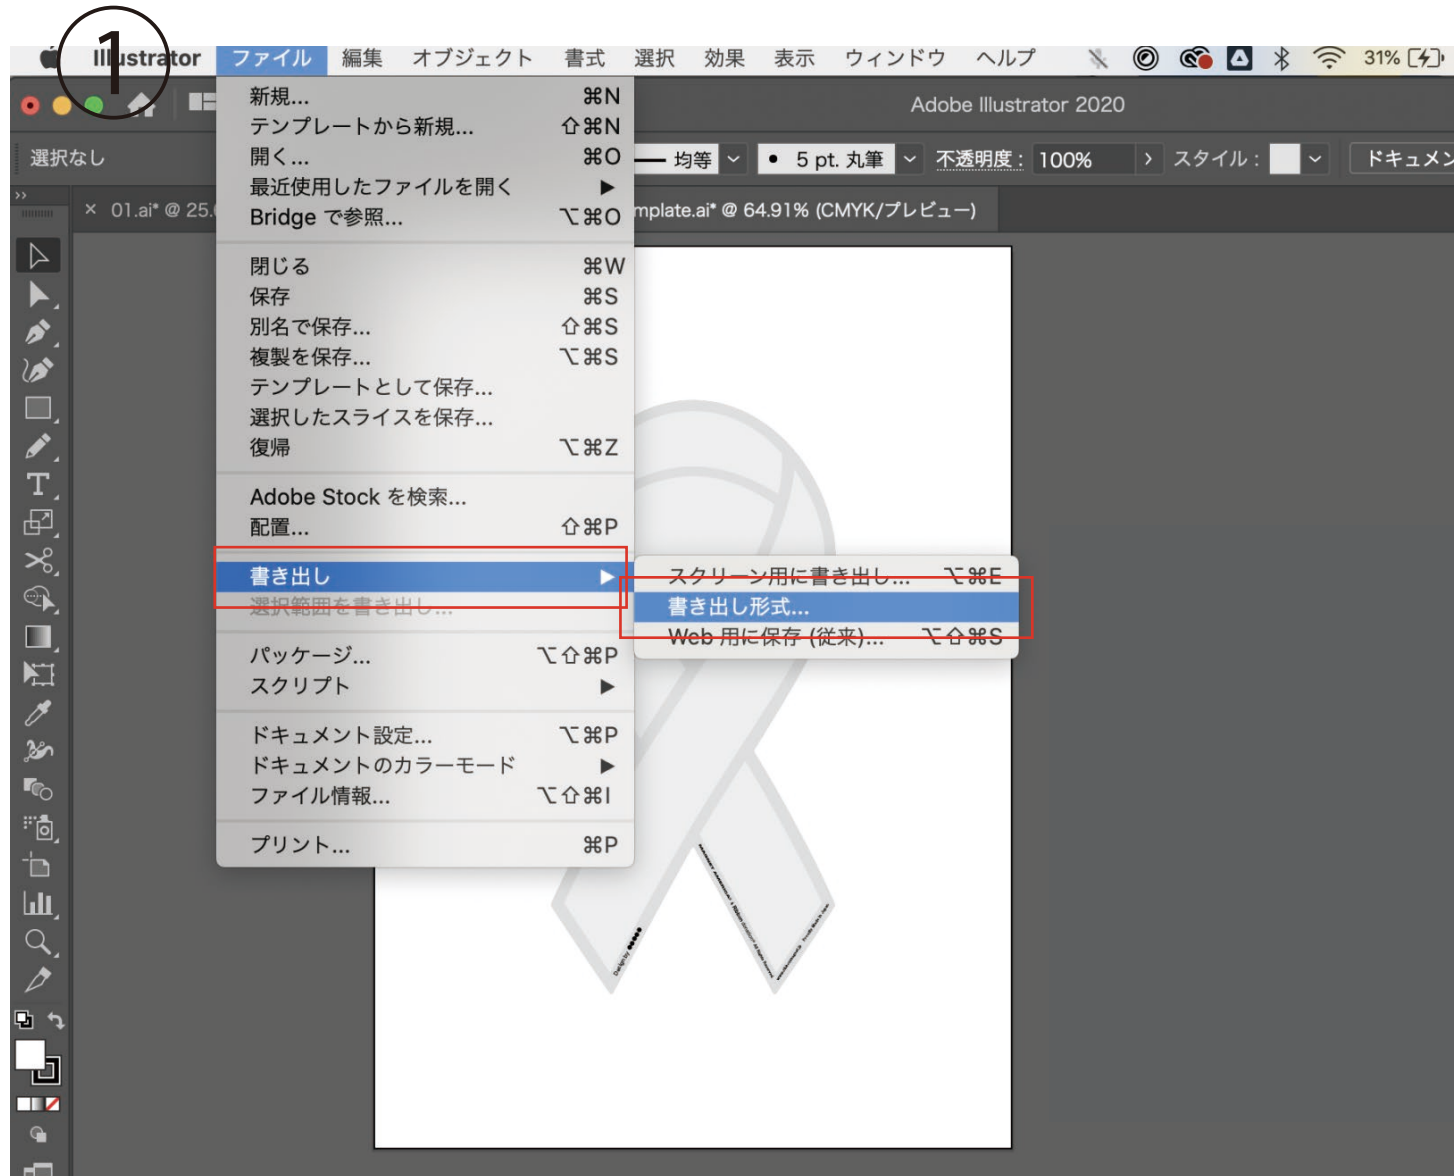 ①
Illustrator ファイル 編集 オブジェクト 書式 選択 効果 表示 ウィンドウ ヘルプ 31%
Adobe Illustrator 2020
選択なし
均等 5 pt. 丸筆 不透明度 : 100% スタイル : ドキュメン
× 01.ai* @ 25.
mplate.ai* @ 64.91% (CMYK/プレビュー)
新規... ⌘N
テンプレートから新規... ⇧⌘N
開く... ⌘O
最近使用したファイルを開く ▶
Bridge で参照... ⌥⌘O
閉じる ⌘W
保存 ⌘S
別名で保存... ⇧⌘S
複製を保存... ⌥⌘S
テンプレートとして保存...
選択したスライスを保存...
復帰 ⌥⌘Z
Adobe Stock を検索...
配置... ⇧⌘P
書き出し ▶
選択範囲を書き出し...
スクリーン用に書き出し... ⌥⌘E
書き出し形式...
Web 用に保存 (従来)... ⌥⇧⌘S
パッケージ... ⌥⇧⌘P
スクリプト ▶
ドキュメント設定... ⌥⌘P
ドキュメントのカラーモード ▶
ファイル情報... ⌥⇧⌘I
プリント... ⌘P
Design by ●●●●●